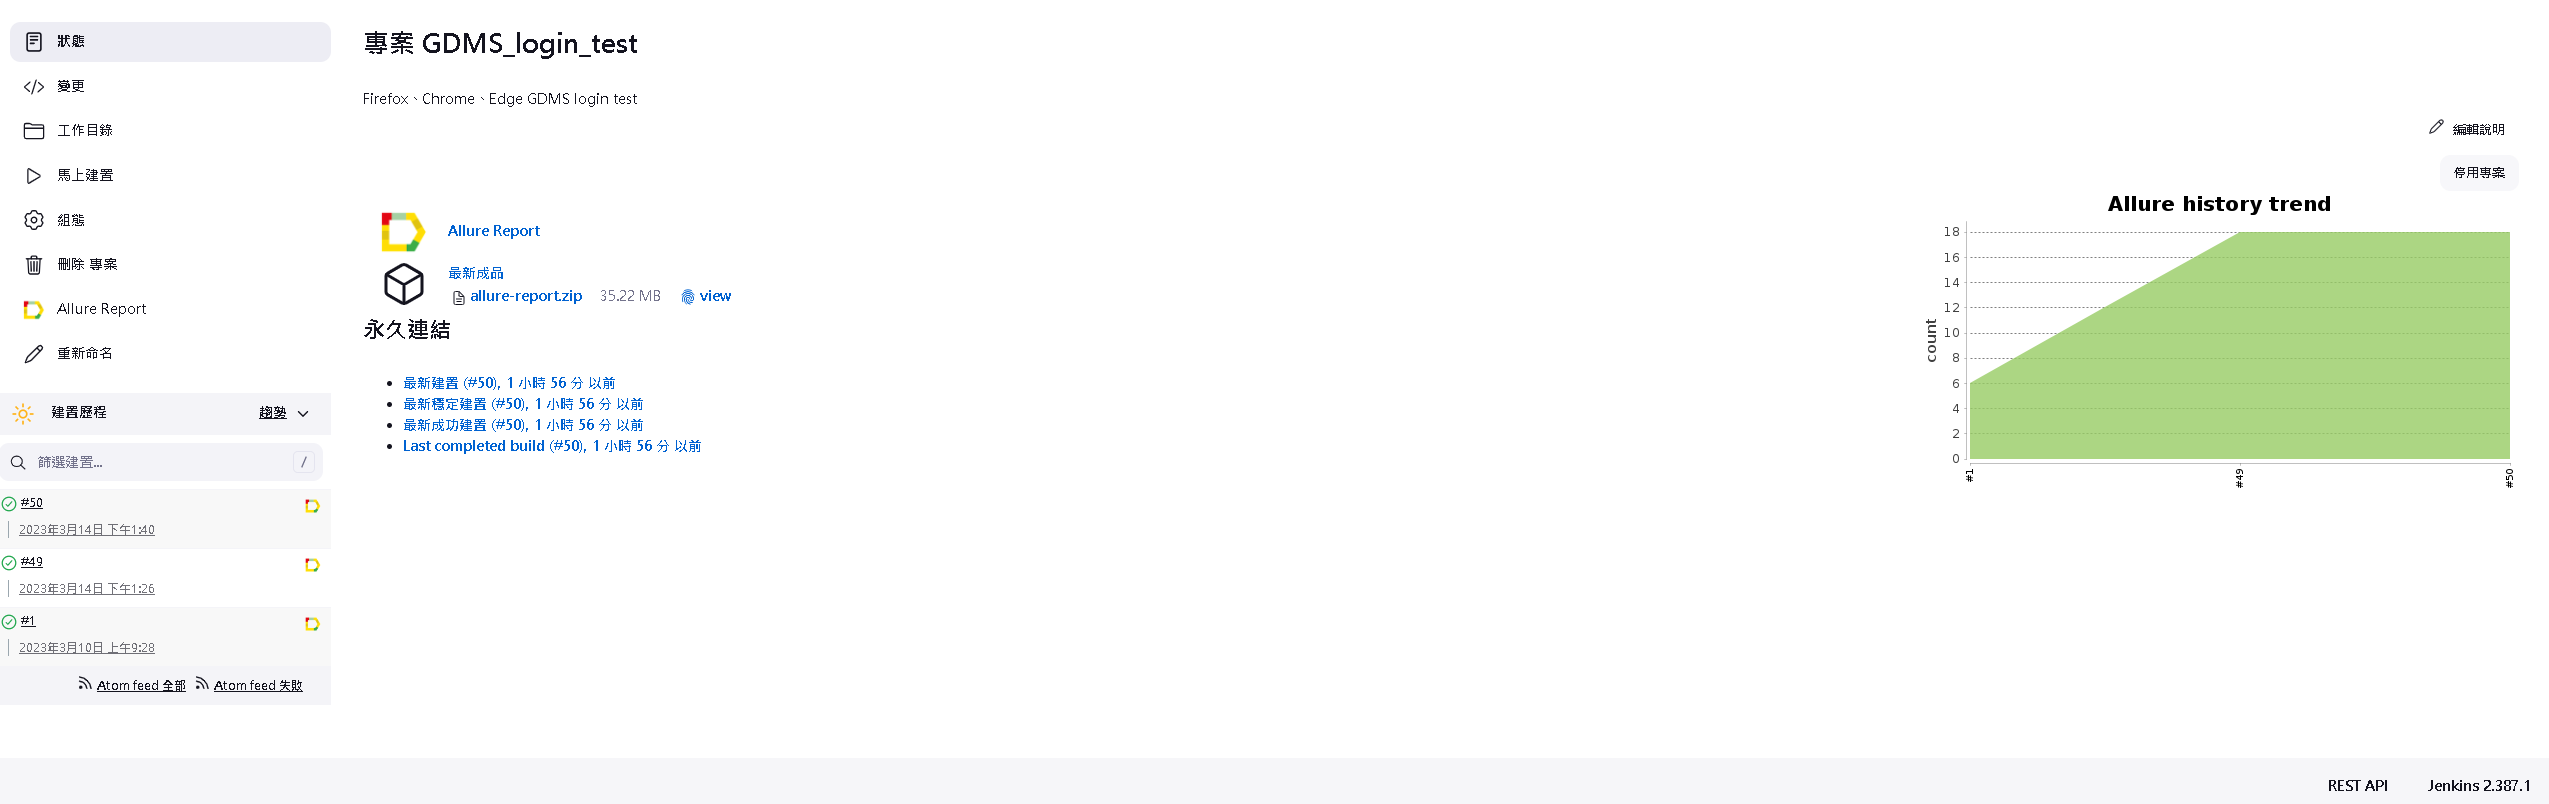 狀態
變更
工作目錄
馬上建置
組態
刪除 專案
Allure Report
重新命名
建置歷程 趨勢
篩選建置... /
#50
2023年3月14日 下午1:40
#49
2023年3月14日 下午1:26
#1
2023年3月10日 上午9:28
Atom feed 全部 Atom feed 失敗
專案 GDMS_login_test
Firefox、Chrome、Edge GDMS login test
編輯說明
停用專案
Allure Report
最新成品
allure-report.zip 35.22 MB view
永久連結
最新建置 (#50), 1 小時 56 分 以前
最新穩定建置 (#50), 1 小時 56 分 以前
最新成功建置 (#50), 1 小時 56 分 以前
Last completed build (#50), 1 小時 56 分 以前
Allure history trend
count
18
16
14
12
10
8
6
4
2
0
#1 #49 #50
REST API Jenkins 2.387.1